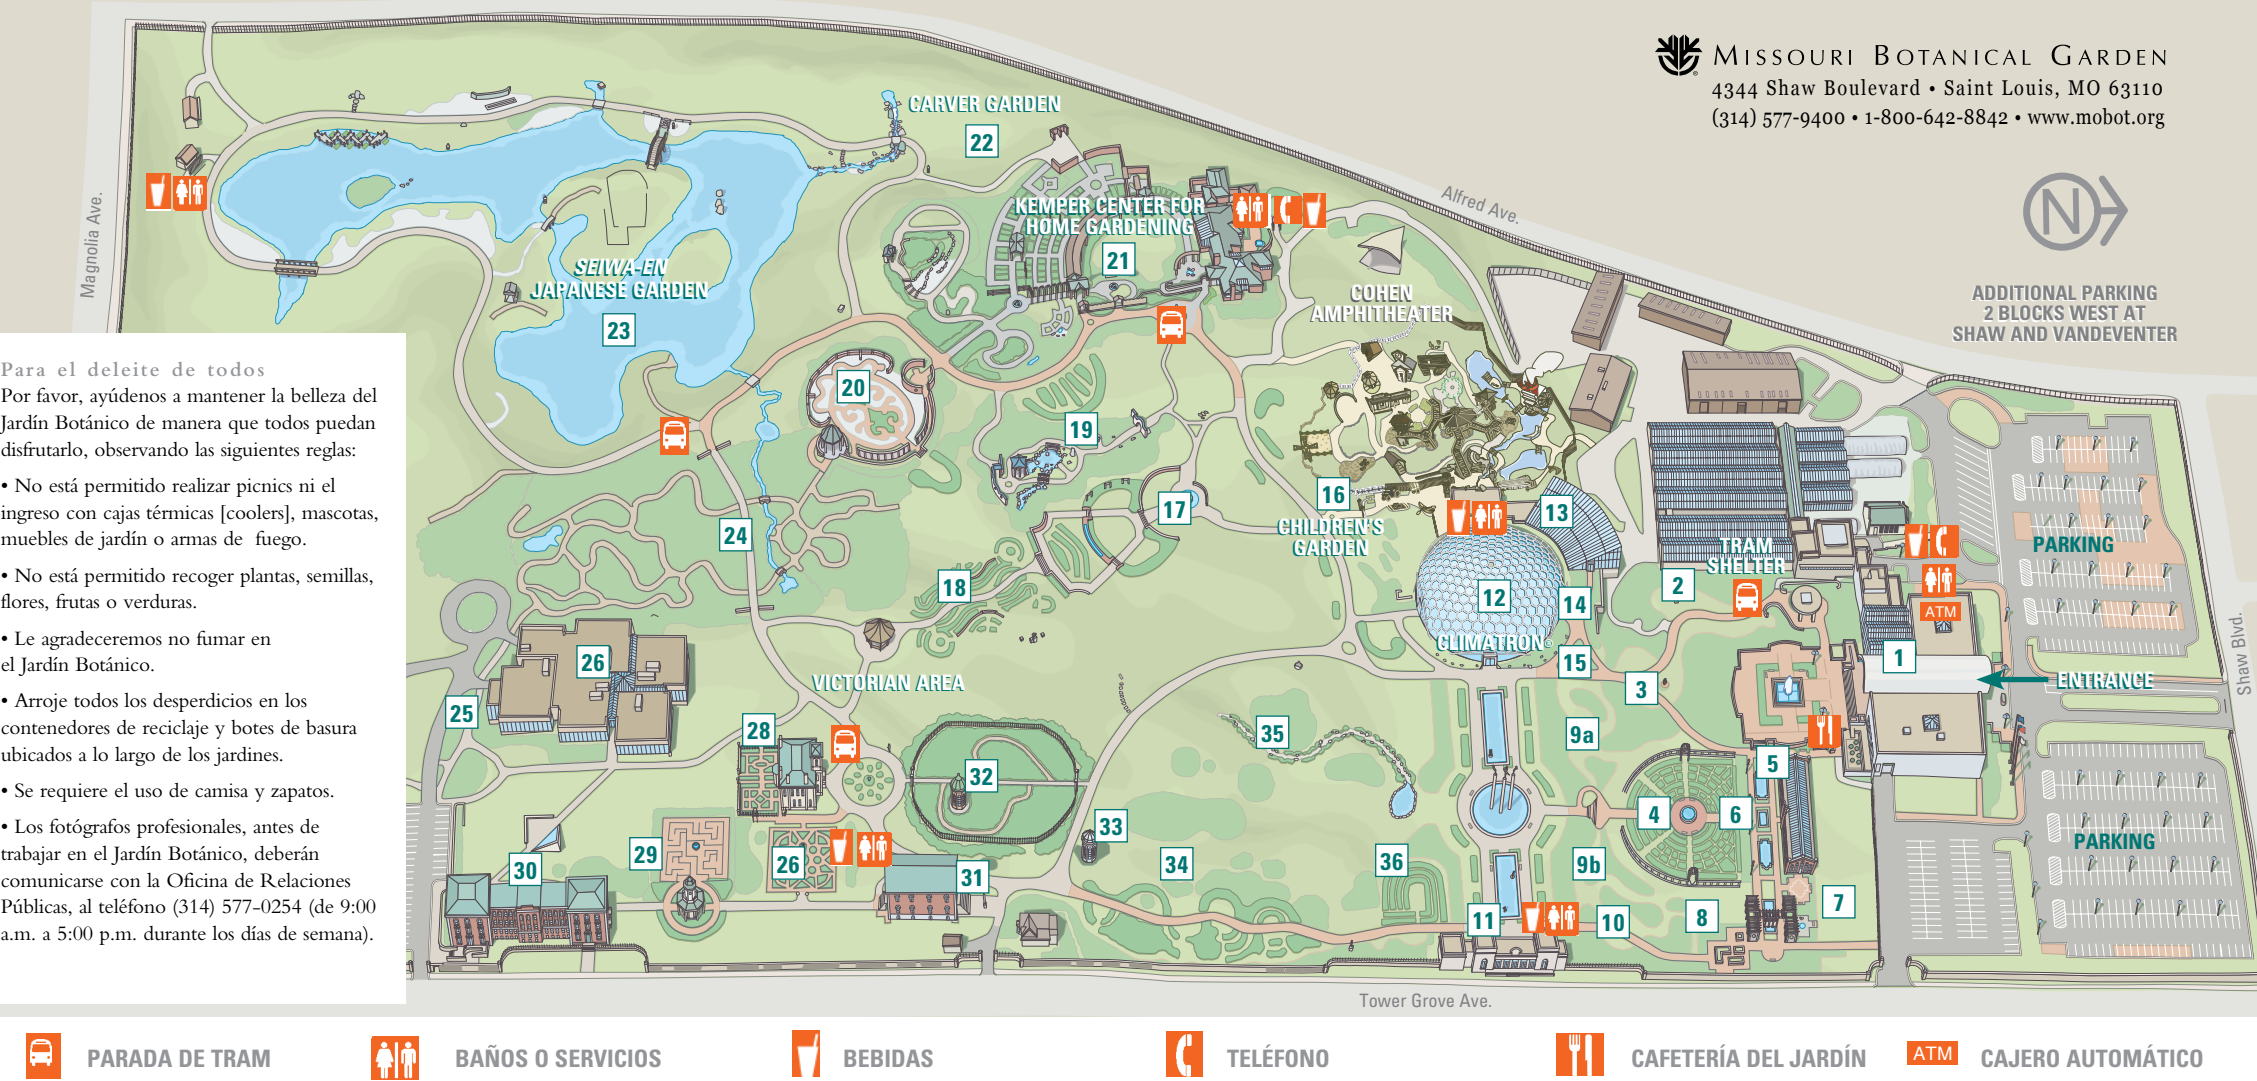 MISSOURI BOTANICAL GARDEN
4344 Shaw Boulevard • Saint Louis, MO 63110
(314) 577-9400 • 1-800-642-8842 • www.mobot.org
N
ADDITIONAL PARKING
2 BLOCKS WEST AT
SHAW AND VANDEVENTER
Magnolia Ave.
Alfred Ave.
Shaw Blvd.
Tower Grove Ave.
CARVER GARDEN
22
KEMPER CENTER FOR
HOME GARDENING
21
SEIWA-EN
JAPANESE GARDEN
23
COHEN
AMPHITHEATER
20
19
16
CHILDREN'S
GARDEN
17
13
24
18
12
CLIMATRON®
14
15
TRAM
SHELTER
2
1
3
ATM
PARKING
ENTRANCE
PARKING
26
25
VICTORIAN AREA
28
32
35
9a
5
4
6
33
29
26
30
31
34
36
9b
11
10
8
7
Para el deleite de todos
Por favor, ayúdenos a mantener la belleza del
Jardín Botánico de manera que todos puedan
disfrutarlo, observando las siguientes reglas:
• No está permitido realizar picnics ni el
ingreso con cajas térmicas [coolers], mascotas,
muebles de jardín o armas de fuego.
• No está permitido recoger plantas, semillas,
flores, frutas o verduras.
• Le agradeceremos no fumar en
el Jardín Botánico.
• Arroje todos los desperdicios en los
contenedores de reciclaje y botes de basura
ubicados a lo largo de los jardines.
• Se requiere el uso de camisa y zapatos.
• Los fotógrafos profesionales, antes de
trabajar en el Jardín Botánico, deberán
comunicarse con la Oficina de Relaciones
Públicas, al teléfono (314) 577-0254 (de 9:00
a.m. a 5:00 p.m. durante los días de semana).
PARADA DE TRAM
BAÑOS O SERVICIOS
BEBIDAS
TELÉFONO
CAFETERÍA DEL JARDÍN
ATM CAJERO AUTOMÁTICO